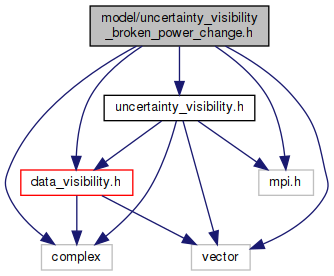 model/uncertainty_visibility
_broken_power_change.h
uncertainty_visibility.h
data_visibility.h
mpi.h
complex
vector